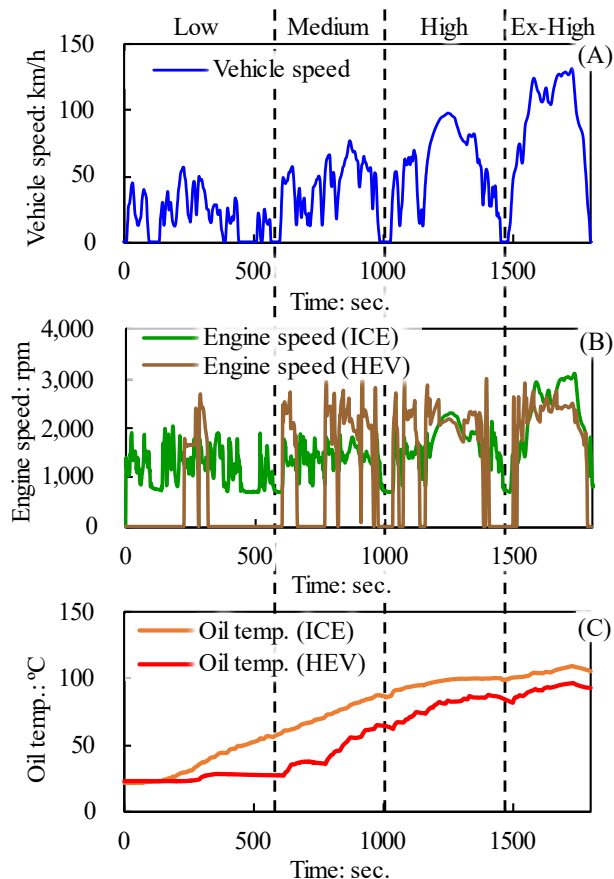 Low Medium High Ex-High
150 (A)
Vehicle speed
100
50
0
Vehicle speed: km/h
0 500 1000 1500
Time: sec.
4,000 (B)
Engine speed (ICE)
Engine speed (HEV)
3,000
2,000
1,000
0
Engine speed: rpm
0 500 1000 1500
Time: sec.
150 (C)
Oil temp. (ICE)
Oil temp. (HEV)
100
50
0
Oil temp.: ºC
0 500 1000 1500
Time: sec.